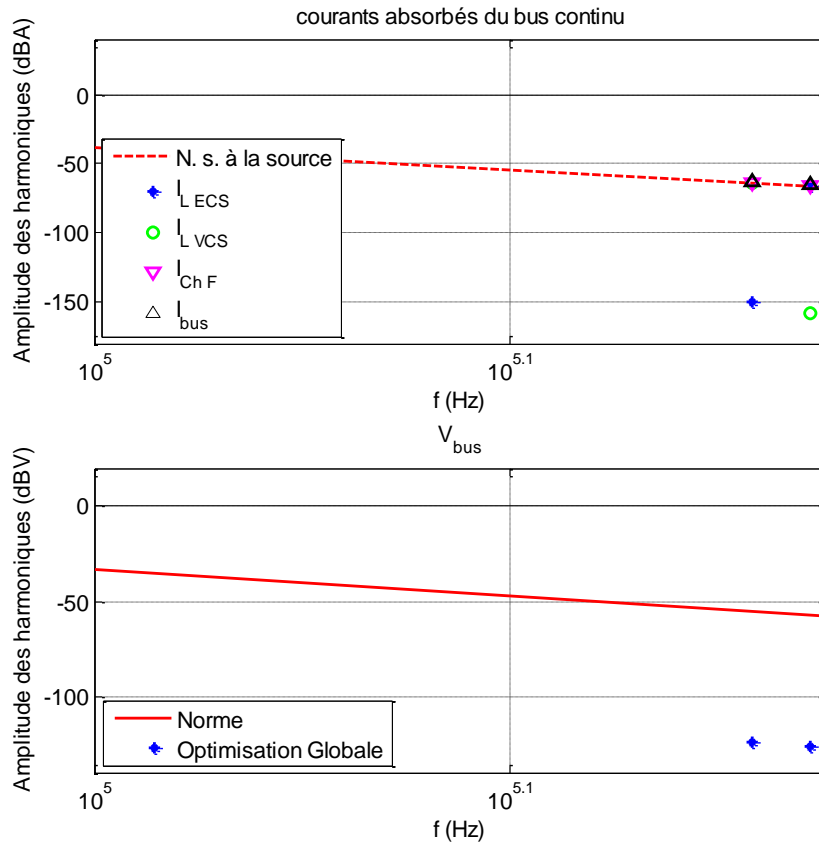 courants absorbés du bus continu
Amplitude des harmoniques (dBA)
0
-50
-100
-150
N. s. à la source
I L ECS
I L VCS
I Ch F
I bus
10^5
10^5.1
f (Hz)
V bus
Amplitude des harmoniques (dBV)
0
-50
-100
Norme
Optimisation Globale
10^5
10^5.1
f (Hz)